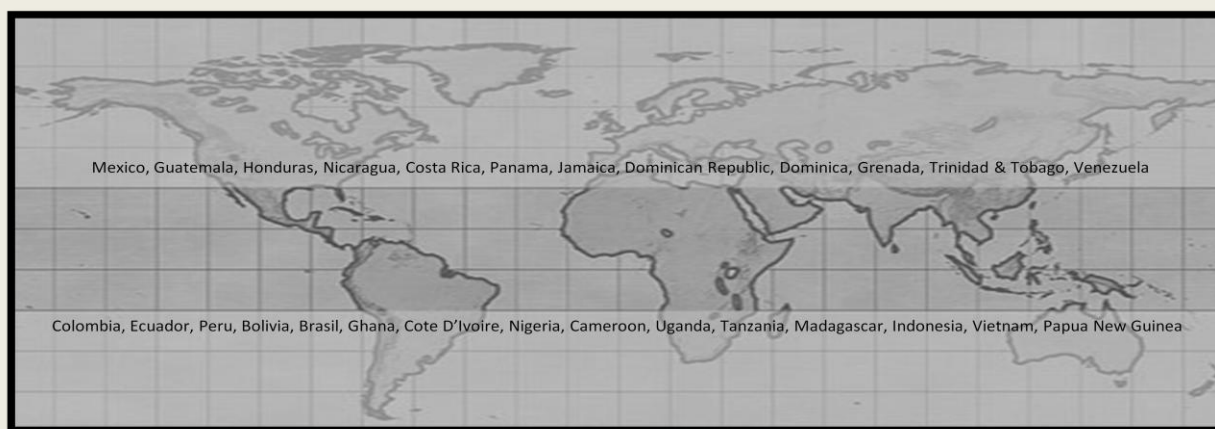 Mexico, Guatemala, Honduras, Nicaragua, Costa Rica, Panama, Jamaica, Dominican Republic, Dominica, Grenada, Trinidad & Tobago, Venezuela
Colombia, Ecuador, Peru, Bolivia, Brasil, Ghana, Cote D’Ivoire, Nigeria, Cameroon, Uganda, Tanzania, Madagascar, Indonesia, Vietnam, Papua New Guinea